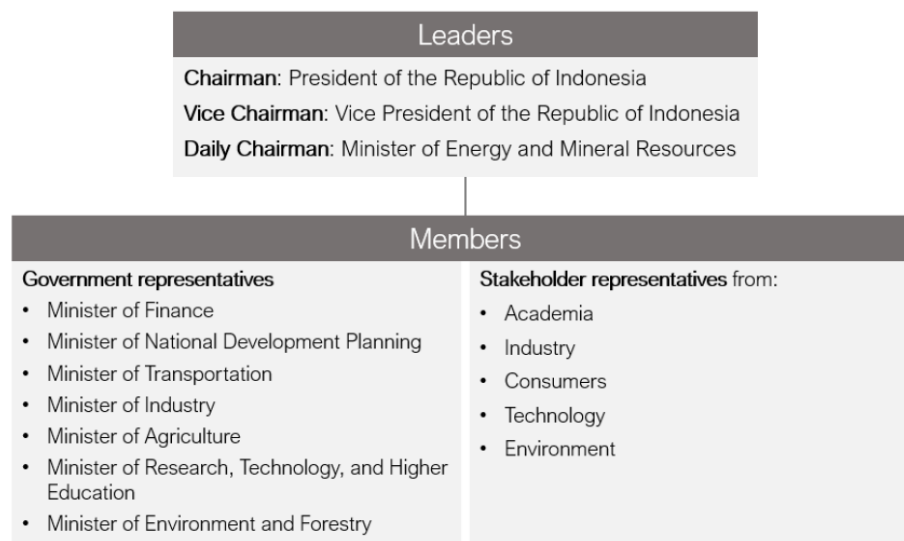 Leaders
Chairman: President of the Republic of Indonesia
Vice Chairman: Vice President of the Republic of Indonesia
Daily Chairman: Minister of Energy and Mineral Resources
Members
Government representatives
• Minister of Finance
• Minister of National Development Planning
• Minister of Transportation
• Minister of Industry
• Minister of Agriculture
• Minister of Research, Technology, and Higher
Education
• Minister of Environment and Forestry
Stakeholder representatives from:
• Academia
• Industry
• Consumers
• Technology
• Environment